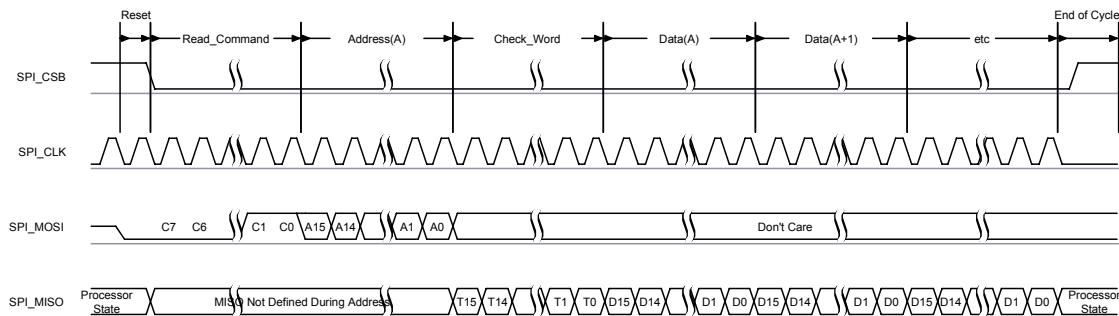 Reset
End of Cycle
Read_Command Address(A) Check_Word Data(A) Data(A+1) etc
SPI_CSB
SPI_CLK
SPI_MOSI C7 C6 C1 C0 A15 A14 A1 A0 Don't Care
SPI_MISO Processor State MISO Not Defined During Address T15 T14 T1 T0 D15 D14 D1 D0 D15 D14 D1 D0 D15 D14 D1 D0 Processor State